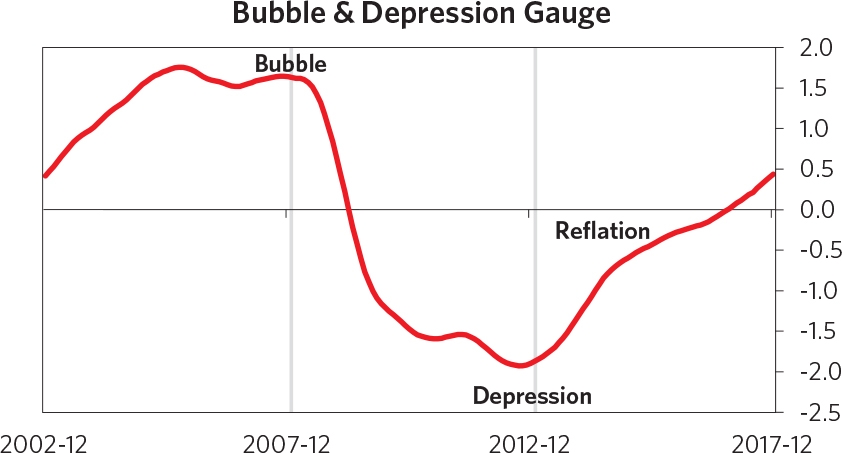 Bubble & Depression Gauge
2.0
Bubble
1.5
1.0
0.5
0.0
Reflation
-0.5
-1.0
-1.5
-2.0
Depression
-2.5
2002-12 2007-12 2012-12 2017-12